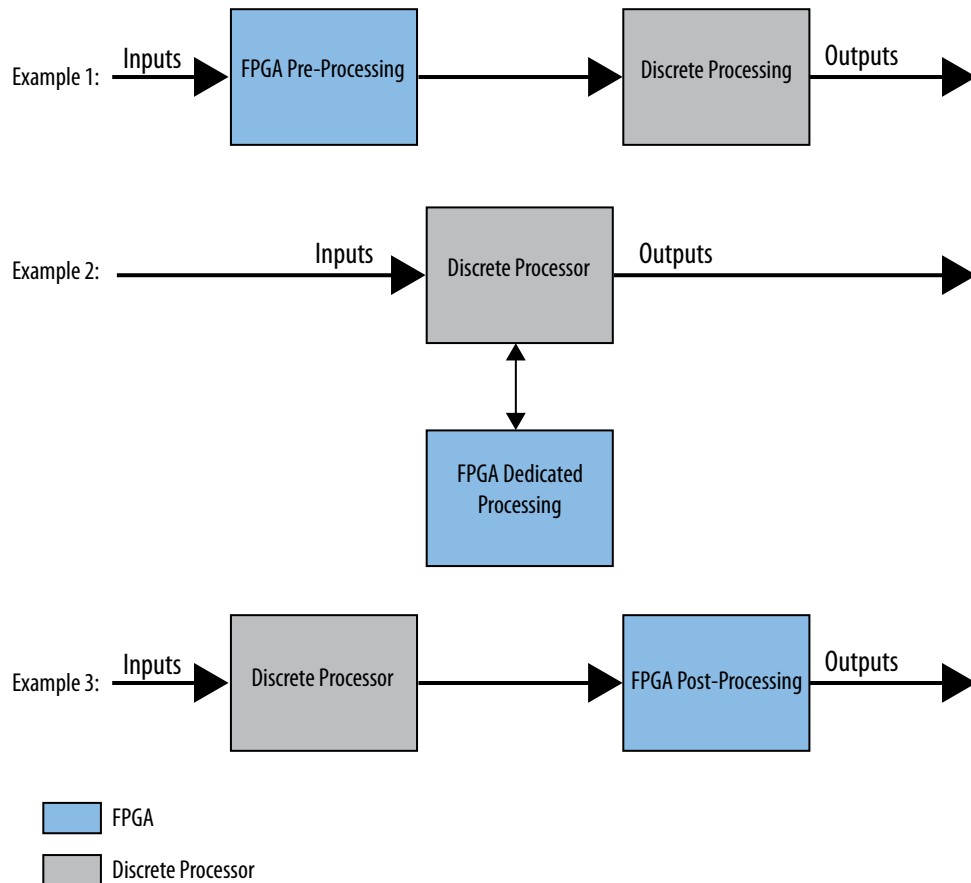 Example 1:
Inputs
FPGA Pre-Processing
Discrete Processing
Outputs
Example 2:
Inputs
Discrete Processor
Outputs
FPGA Dedicated
Processing
Example 3:
Inputs
Discrete Processor
FPGA Post-Processing
Outputs
FPGA
Discrete Processor